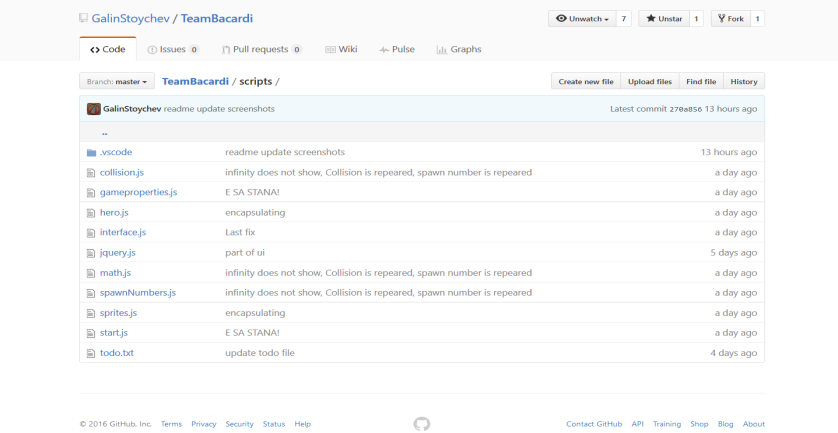 GalinStoychev / TeamBacardi
Unwatch 7 Unstar 1 Fork 1
Code Issues 0 Pull requests 0 Wiki Pulse Graphs
Branch: master TeamBacardi / scripts / Create new file Upload files Find file History
GalinStoychev readme update screenshots Latest commit 270a856 13 hours ago
..
.vscode readme update screenshots 13 hours ago
collision.js infinity does not show, Collision is repeared, spawn number is repeared a day ago
gameproperties.js E SA STANA! a day ago
hero.js encapsulating a day ago
interface.js Last fix a day ago
jquery.js part of ui 5 days ago
math.js infinity does not show, Collision is repeared, spawn number is repeared a day ago
spawnNumbers.js infinity does not show, Collision is repeared, spawn number is repeared a day ago
sprites.js encapsulating a day ago
start.js E SA STANA! a day ago
todo.txt update todo file 4 days ago
© 2016 GitHub, Inc. Terms Privacy Security Status Help Contact GitHub API Training Shop Blog About